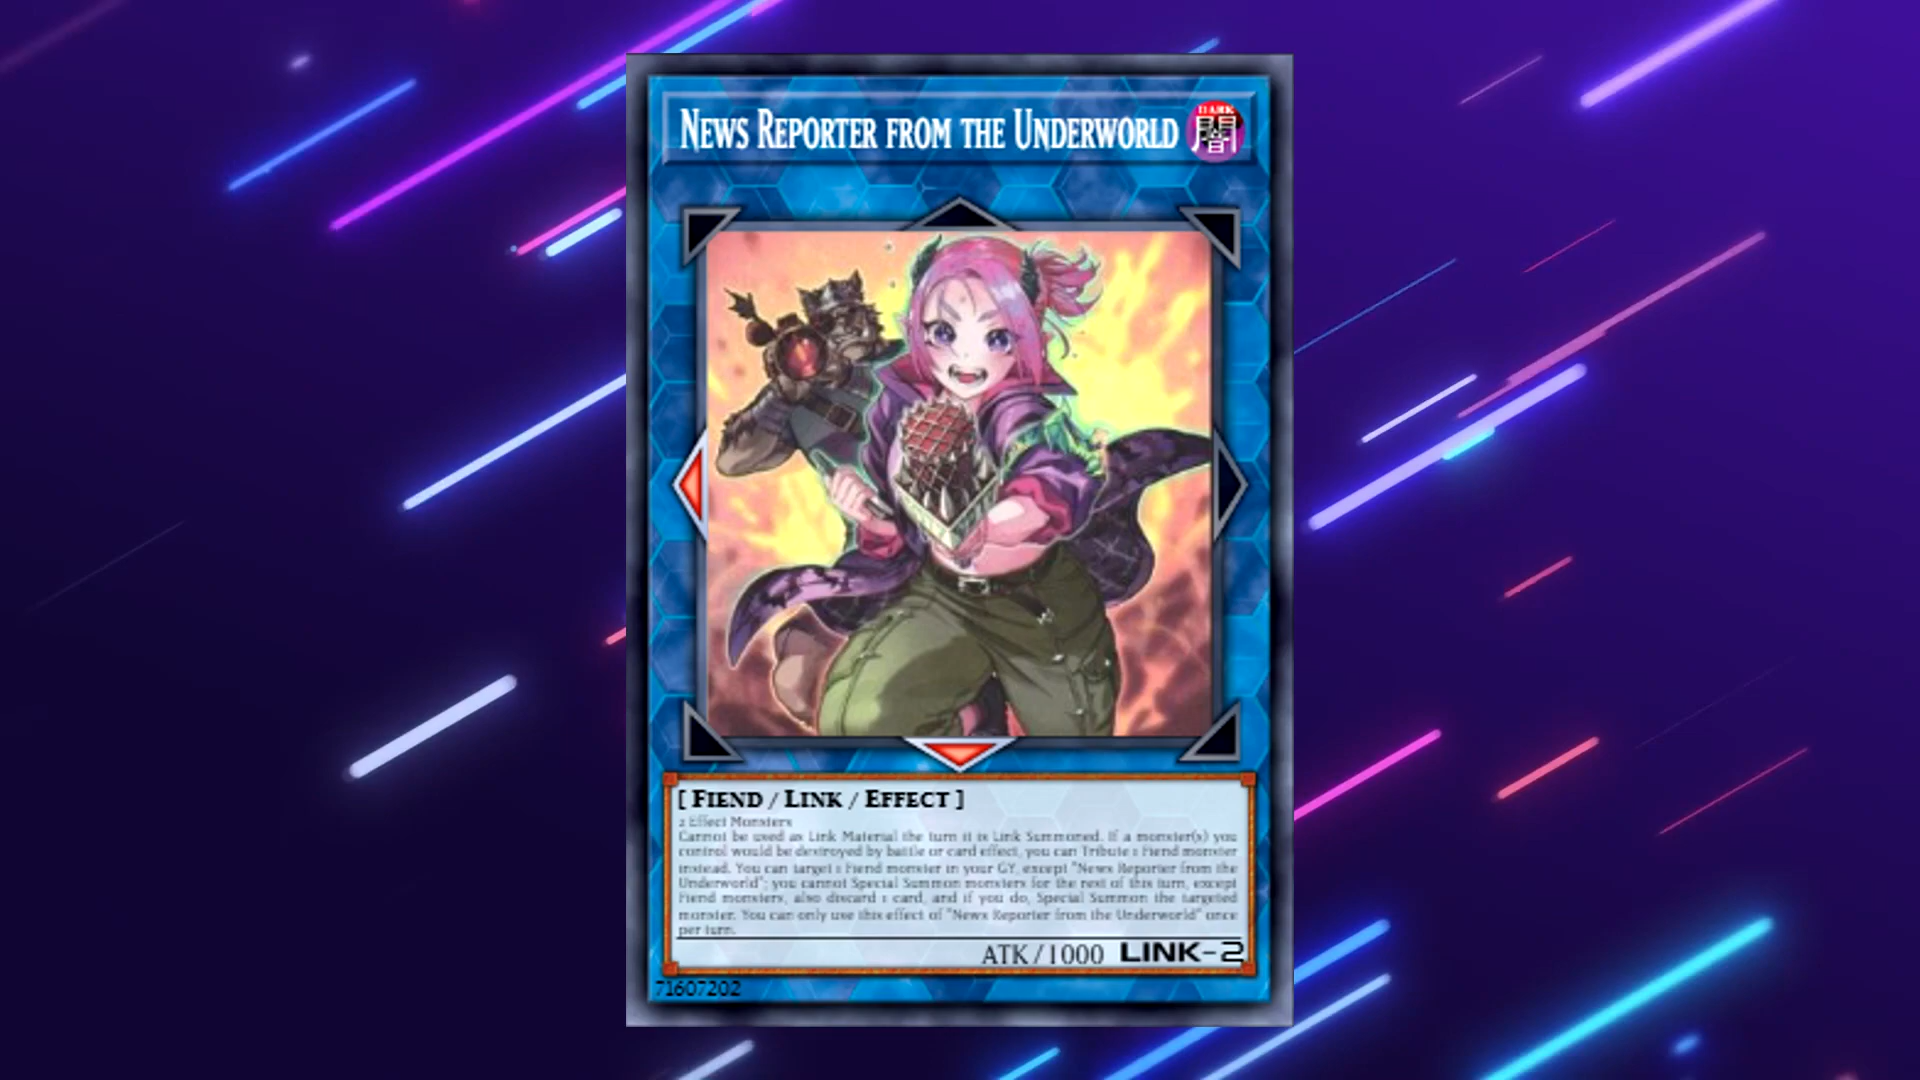 NEWS REPORTER FROM THE UNDERWORLD
DARK
闇
[ FIEND / LINK / EFFECT ]
2 Effect Monsters
Cannot be used as Link Material the turn it is Link Summoned. If a monster(s) you
control would be destroyed by battle or card effect, you can Tribute 1 Fiend monster
instead. You can target 1 Fiend monster in your GY, except "News Reporter from the
Underworld"; you cannot Special Summon monsters for the rest of this turn, except
Fiend monsters, also discard 1 card, and if you do, Special Summon the targeted
monster. You can only use this effect of "News Reporter from the Underworld" once
per turn.
ATK/1000 LINK-2
71607202